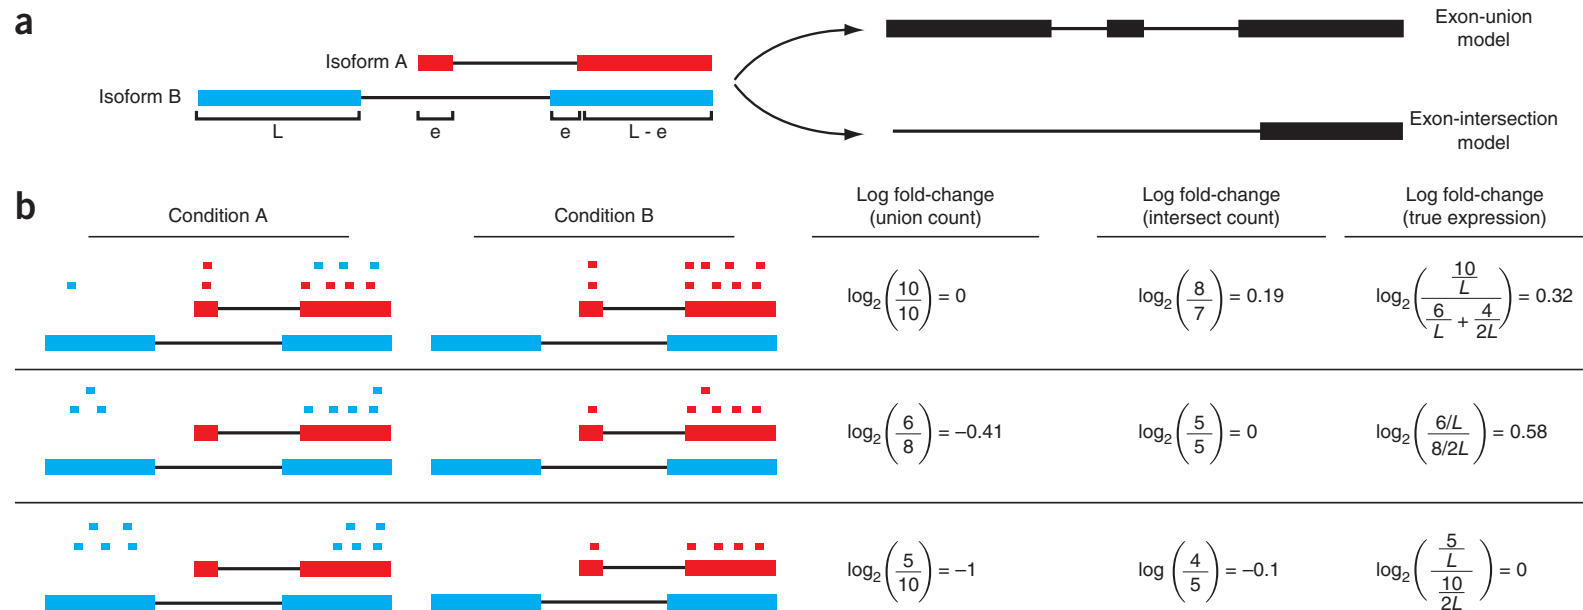 a
Isoform A
Isoform B
L
e
e
L - e
Exon-union
model
Exon-intersection
model
b
Condition A
Condition B
Log fold-change
(union count)
Log fold-change
(intersect count)
Log fold-change
(true expression)
log₂(10/10) = 0
log₂(8/7) = 0.19
log₂((10/L)/(6/L + 4/2L)) = 0.32
log₂(6/8) = –0.41
log₂(5/5) = 0
log₂((6/L)/(8/2L)) = 0.58
log₂(5/10) = –1
log (4/5) = –0.1
log₂((5/L)/(10/2L)) = 0